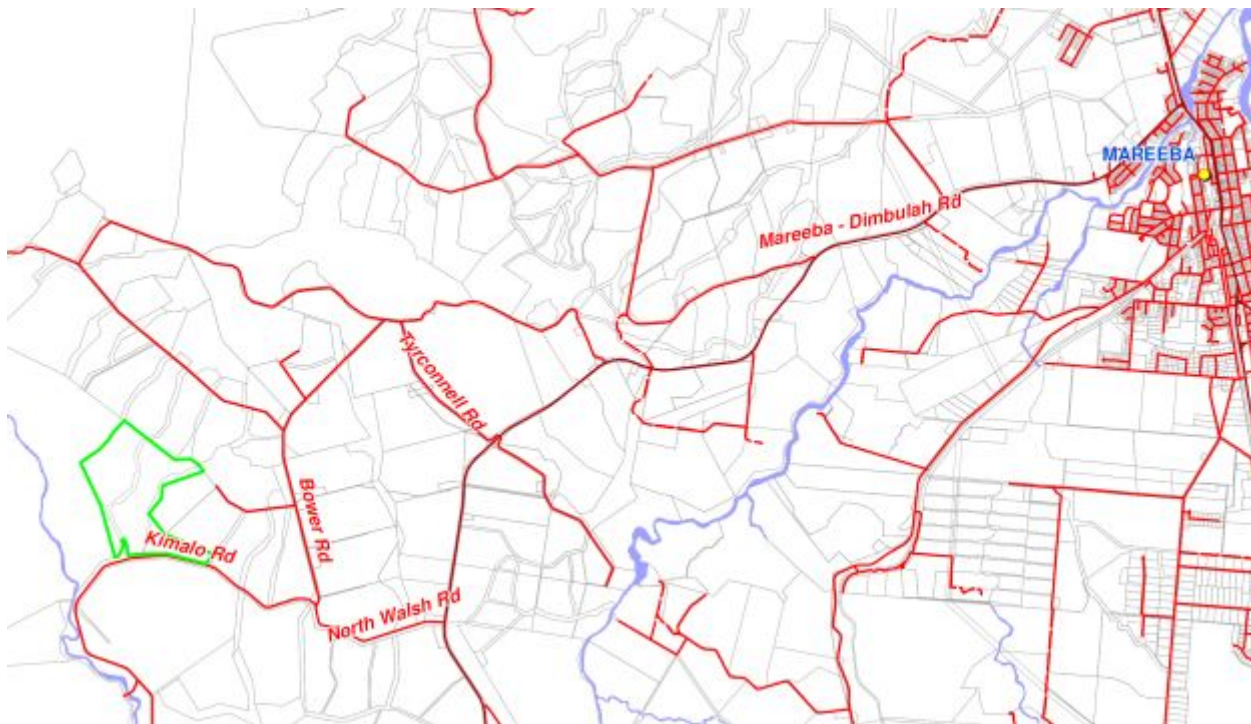 MAREEBA
Mareeba - Dimbulah Rd
Tyrconnell Rd
Bower Rd
Kimalo Rd
North Walsh Rd